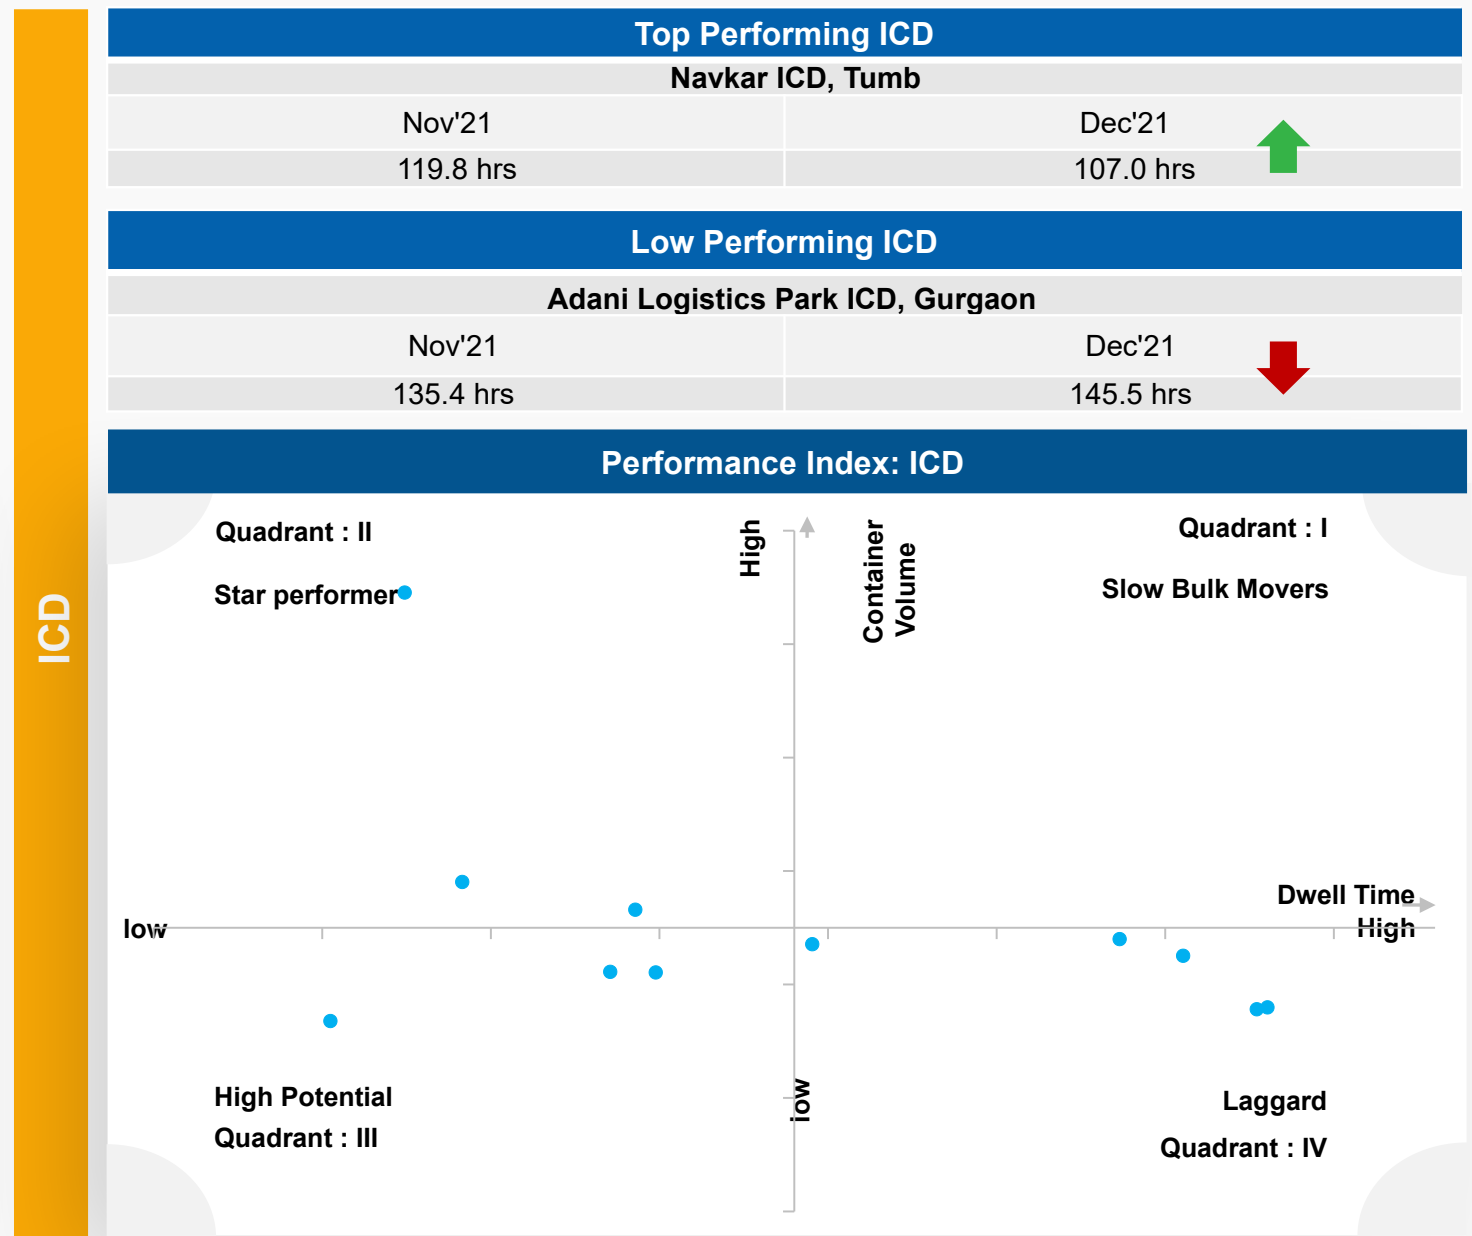 ICD
Top Performing ICD
Navkar ICD, Tumb
Nov'21 Dec'21
119.8 hrs 107.0 hrs
Low Performing ICD
Adani Logistics Park ICD, Gurgaon
Nov'21 Dec'21
135.4 hrs 145.5 hrs
Performance Index: ICD
Quadrant : II
Star performer
High
Container
Volume
Quadrant : I
Slow Bulk Movers
low
Dwell Time
High
High Potential
Quadrant : III
low
Laggard
Quadrant : IV